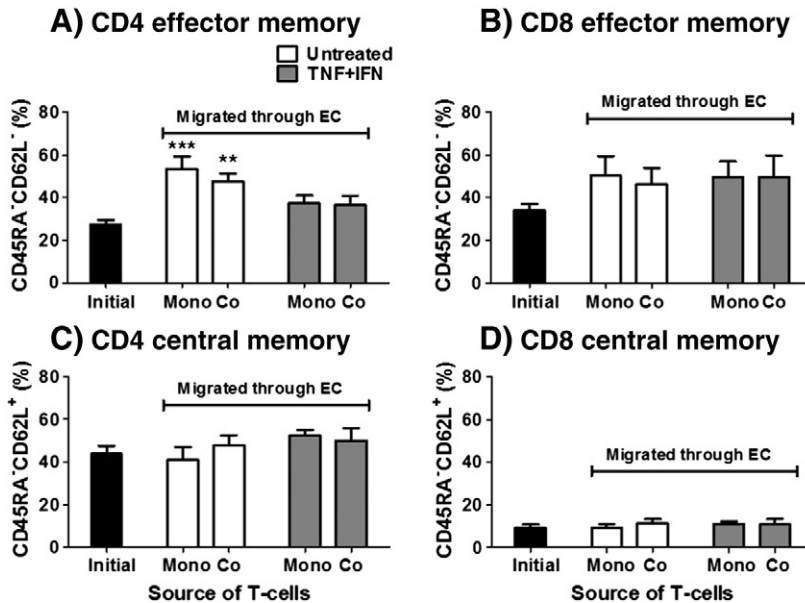 A) CD4 effector memory
Untreated
TNF+IFN
Migrated through EC
*** **
CD45RA⁻CD62L⁻ (%)
80
60
40
20
0
Initial Mono Co Mono Co
B) CD8 effector memory
Migrated through EC
CD45RA⁻CD62L⁻ (%)
80
60
40
20
0
Initial Mono Co Mono Co
C) CD4 central memory
Migrated through EC
CD45RA⁻CD62L⁺ (%)
80
60
40
20
0
Initial Mono Co Mono Co
Source of T-cells
D) CD8 central memory
Migrated through EC
CD45RA⁻CD62L⁺ (%)
80
60
40
20
0
Initial Mono Co Mono Co
Source of T-cells